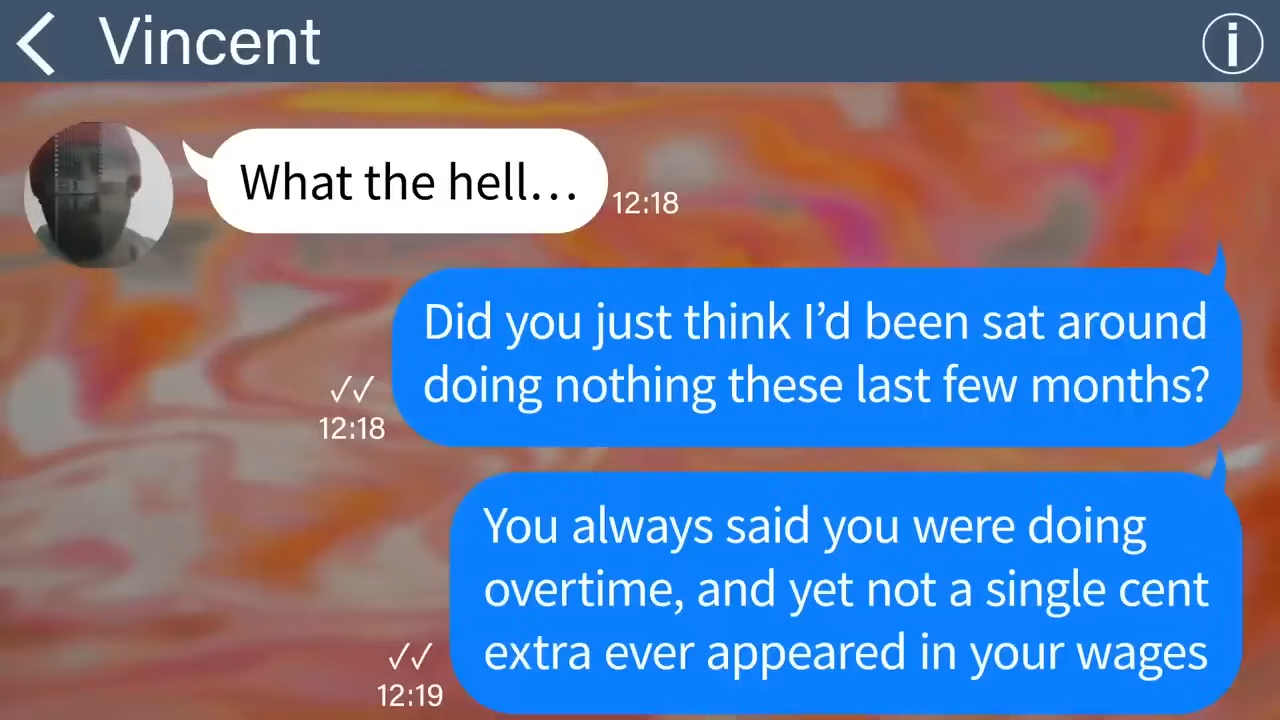 Vincent
i
What the hell…
12:18
Did you just think I’d been sat around
doing nothing these last few months?
12:18
You always said you were doing
overtime, and yet not a single cent
extra ever appeared in your wages
12:19